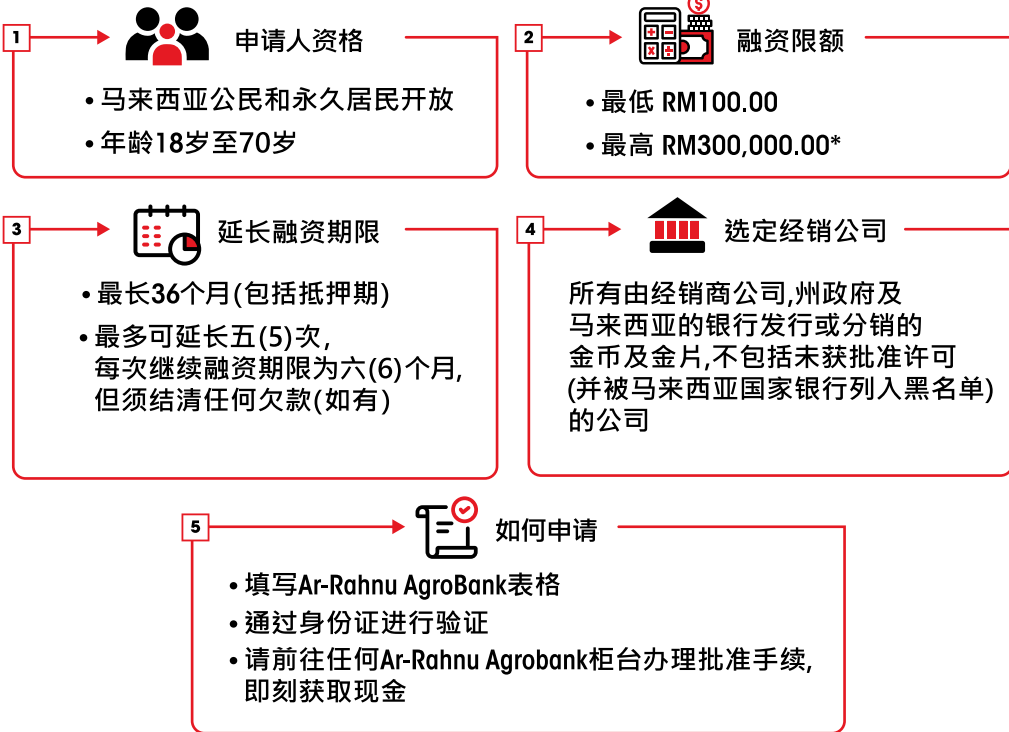 1
申请人资格
• 马来西亚公民和永久居民开放
• 年龄18岁至70岁
2
$
融资限额
• 最低 RM100.00
• 最高 RM300,000.00*
3
延长融资期限
• 最长36个月(包括抵押期)
• 最多可延长五(5)次，
每次继续融资期限为六(6)个月,
但须结清任何欠款(如有)
4
选定经销公司
所有由经销商公司,州政府及
马来西亚的银行发行或分销的
金币及金片,不包括未获批准许可
(并被马来西亚国家银行列入黑名单)
的公司
5
如何申请
• 填写Ar-Rahnu AgroBank表格
• 通过身份证进行验证
• 请前往任何Ar-Rahnu Agrobank柜台办理批准手续,
即刻获取现金